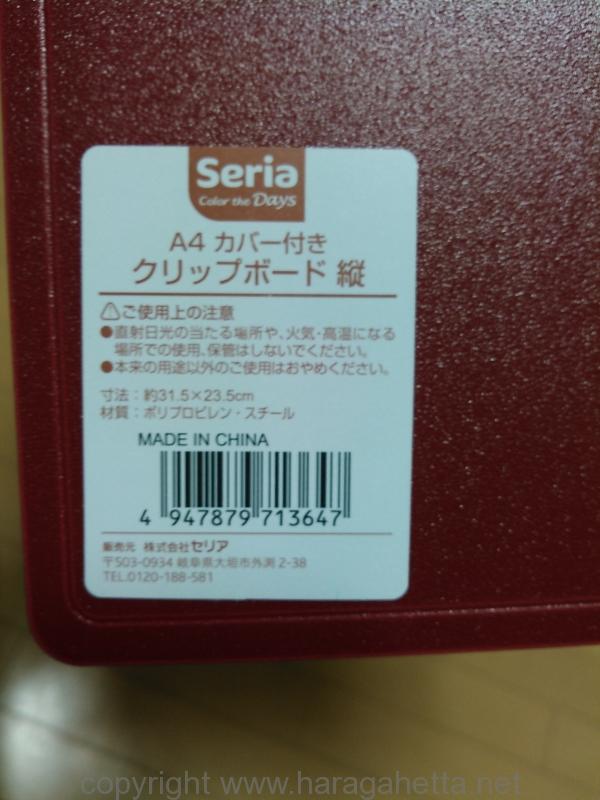 Seria
Color the Days
A4 カバー付き
クリップボード 縦
⚠ご使用上の注意
●直射日光の当たる場所や、火気・高温になる
場所での使用、保管はしないでください。
●本来の用途以外のご使用はおやめください。
寸法：約31.5×23.5cm
材質：ポリプロピレン・スチール
MADE IN CHINA
4 947879 713647
販売元 株式会社セリア
〒503-0934 岐阜県大垣市外渕 2-38
TEL.0120-188-581
copyright www.haragahetta.net